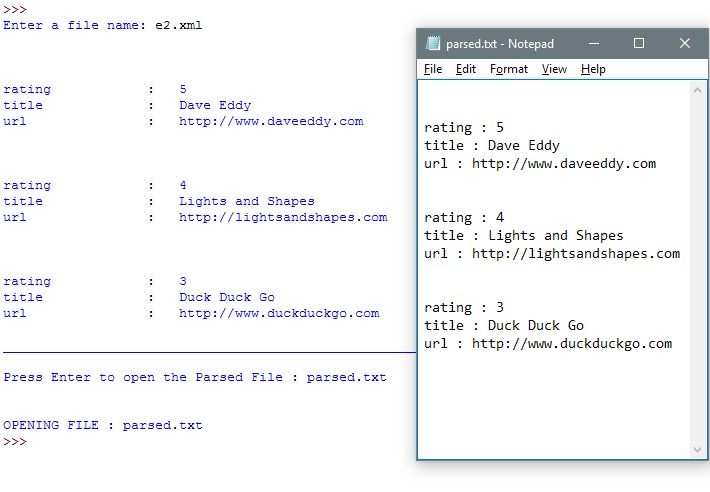 >>>
Enter a file name: e2.xml
rating : 5
title : Dave Eddy
url : http://www.daveeddy.com
rating : 4
title : Lights and Shapes
url : http://lightsandshapes.com
rating : 3
title : Duck Duck Go
url : http://www.duckduckgo.com
Press Enter to open the Parsed File : parsed.txt
OPENING FILE : parsed.txt
>>>
parsed.txt - Notepad
File Edit Format View Help
rating : 5
title : Dave Eddy
url : http://www.daveeddy.com
rating : 4
title : Lights and Shapes
url : http://lightsandshapes.com
rating : 3
title : Duck Duck Go
url : http://www.duckduckgo.com